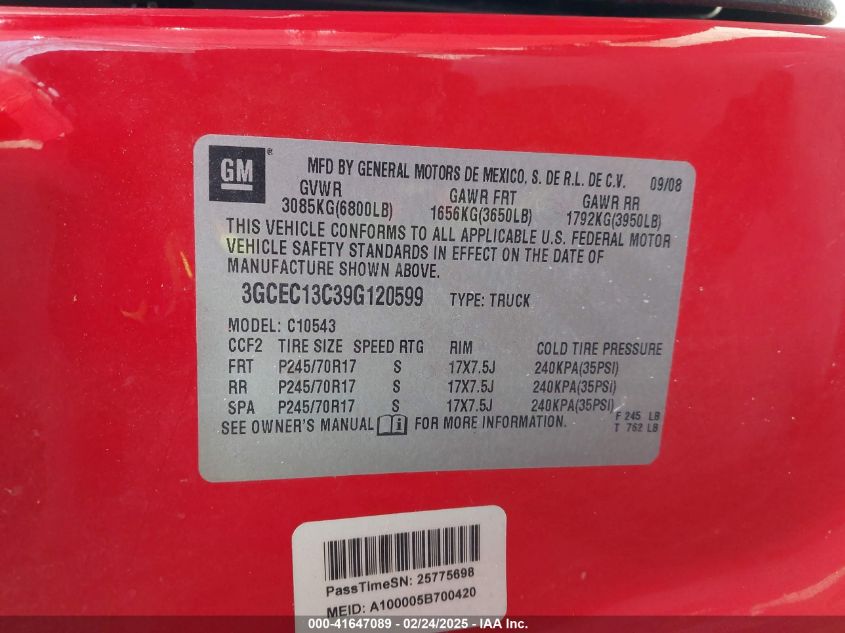 GM ®
MFD BY GENERAL MOTORS DE MEXICO, S. DE R.L. DE C.V. 09/08
GVWR GAWR FRT GAWR RR
3085KG(6800LB) 1656KG(3650LB) 1792KG(3950LB)
THIS VEHICLE CONFORMS TO ALL APPLICABLE U.S. FEDERAL MOTOR
VEHICLE SAFETY STANDARDS IN EFFECT ON THE DATE OF
MANUFACTURE SHOWN ABOVE.
3GCEC13C39G120599 TYPE: TRUCK
MODEL: C10543
CCF2 TIRE SIZE SPEED RTG RIM COLD TIRE PRESSURE
FRT P245/70R17 S 17X7.5J 240KPA(35PSI)
RR P245/70R17 S 17X7.5J 240KPA(35PSI)
SPA P245/70R17 S 17X7.5J 240KPA(35PSI)
SEE OWNER'S MANUAL FOR MORE INFORMATION.
F 245 LB
T 762 LB
PassTimeSN: 25775698
MEID: A100005B700420
000-41647089 - 02/24/2025 - IAA Inc.